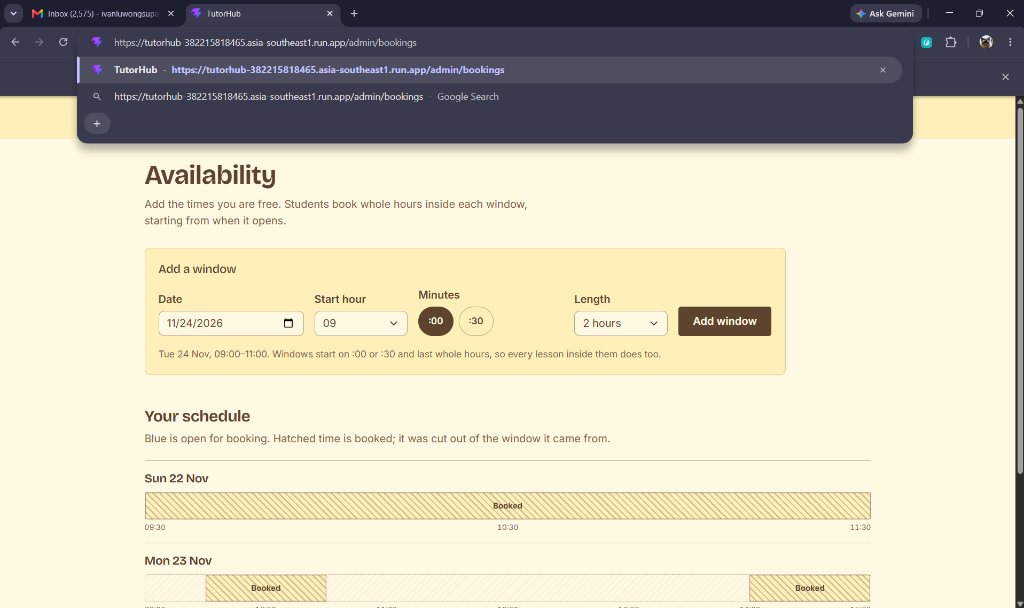 Inbox (2,575) - ivanluwongsupa
TutorHub
Ask Gemini
https://tutorhub-382215818465.asia-southeast1.run.app/admin/bookings
TutorHub - https://tutorhub-382215818465.asia-southeast1.run.app/admin/bookings
https://tutorhub-382215818465.asia-southeast1.run.app/admin/bookings - Google Search
Availability
Add the times you are free. Students book whole hours inside each window,
starting from when it opens.
Add a window
Date Start hour Minutes Length
11/24/2026 09 :00 :30 2 hours Add window
Tue 24 Nov, 09:00–11:00. Windows start on :00 or :30 and last whole hours, so every lesson inside them does too.
Your schedule
Blue is open for booking. Hatched time is booked; it was cut out of the window it came from.
Sun 22 Nov
Booked
09:30 10:30 11:30
Mon 23 Nov
Booked Booked